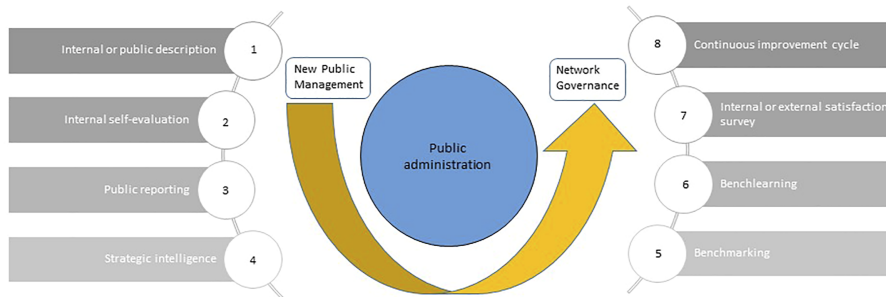 Internal or public description
1
Internal self-evaluation
2
Public reporting
3
Strategic intelligence
4
New Public
Management
Public
administration
Network
Governance
8
Continuous improvement cycle
7
Internal or external satisfaction
survey
6
Benchlearning
5
Benchmarking